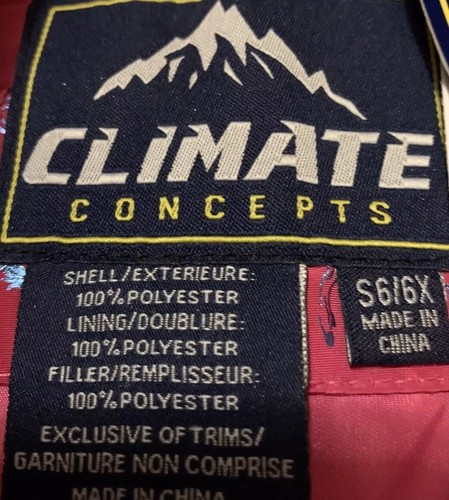 CLIMATE
CONCEPTS
SHELL/EXTERIEURE:
100% POLYESTER
LINING/DOUBLURE:
100% POLYESTER
FILLER/REMPLISSEUR:
100% POLYESTER
EXCLUSIVE OF TRIMS/
GARNITURE NON COMPRISE
MADE IN CHINA
S6/6X
MADE IN
CHINA